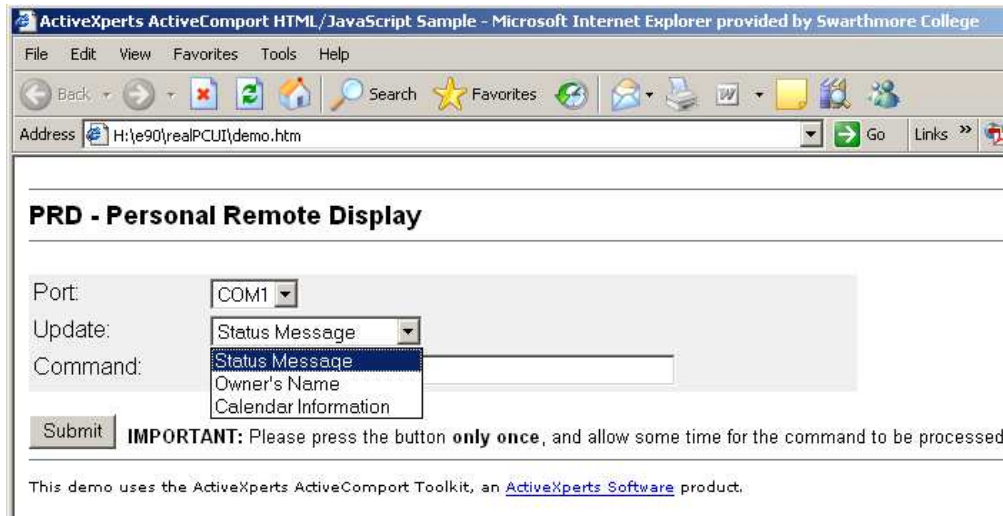 ActiveXperts ActiveComport HTML/JavaScript Sample - Microsoft Internet Explorer provided by Swarthmore College
File Edit View Favorites Tools Help
Back Search Favorites
Address H:\e90\realPCUI\demo.htm Go Links »
PRD - Personal Remote Display
Port: COM1
Update: Status Message
Status Message
Command:
Owner's Name
Calendar Information
Submit IMPORTANT: Please press the button only once, and allow some time for the command to be processed
This demo uses the ActiveXperts ActiveComport Toolkit, an ActiveXperts Software product.